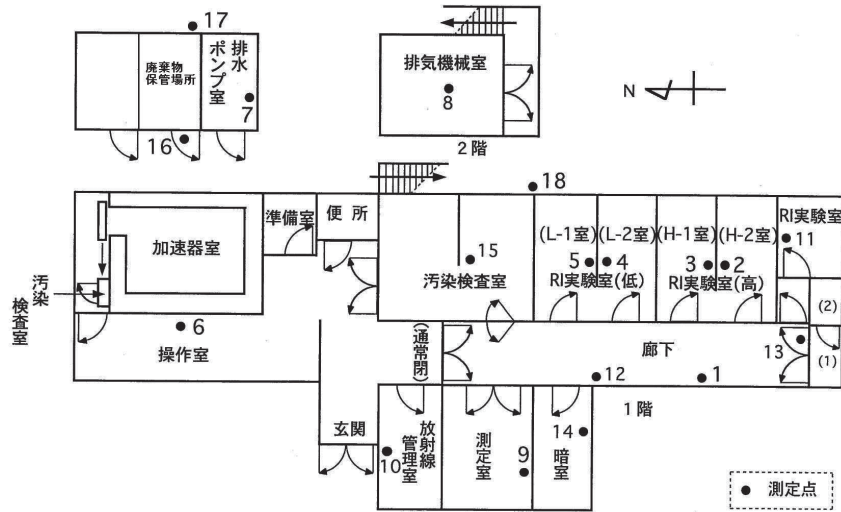 17
廃棄物
保管場所
排水
ポンプ室
7
16
排気機械室
8
2階
N
18
準備室
便所
加速器室
汚染
検査室
6
操作室
15
汚染検査室
(L-1室)
(L-2室)
(H-1室)
(H-2室)
RI実験室
11
5
4
3
2
RI実験室(低)
RI実験室(高)
(2)
(1)
(通常閉)
廊下
13
12
1
1階
玄関
放射線
管理室
10
測定室
9
14
暗室
● 測定点